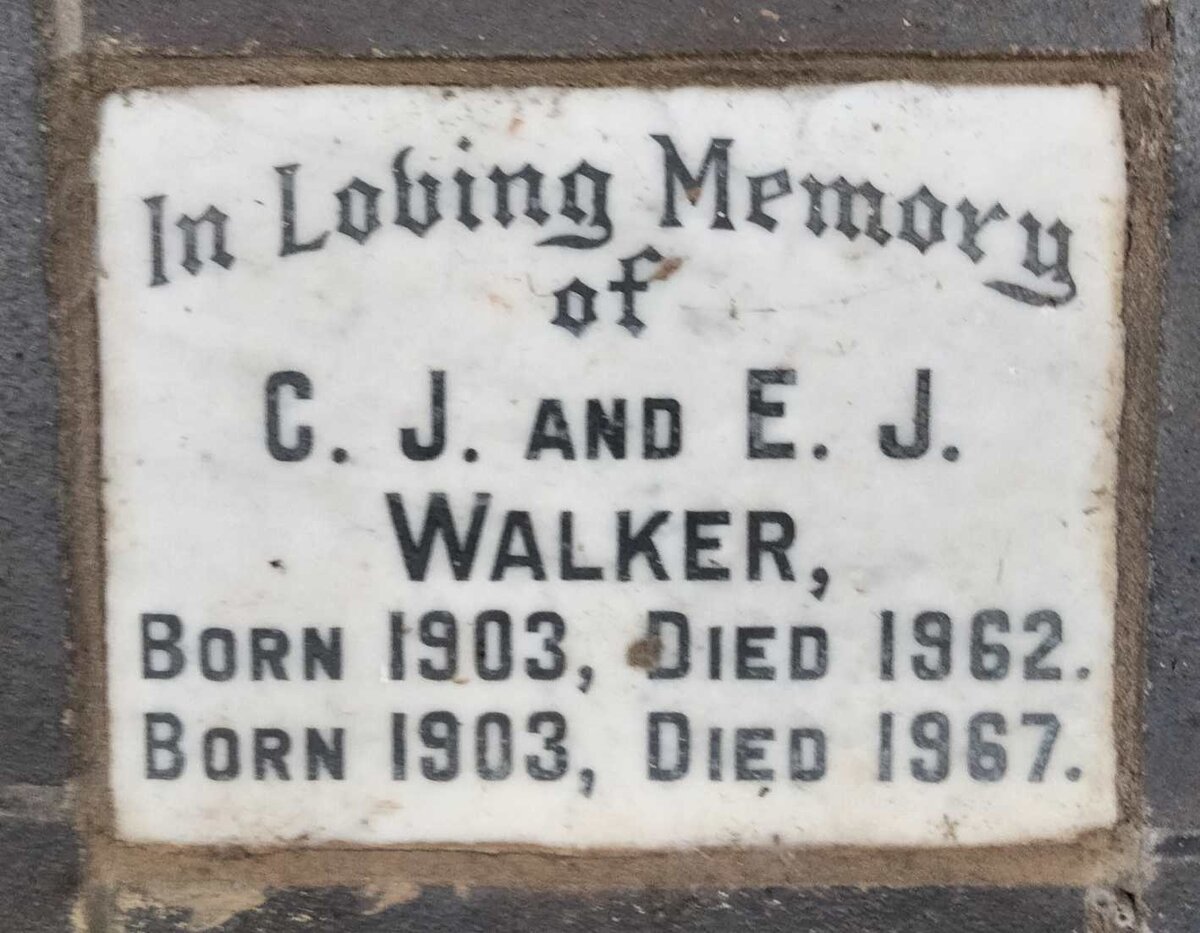 In Loving Memory
of
C. J. AND E. J.
WALKER,
BORN 1903, DIED 1962.
BORN 1903, DIED 1967.